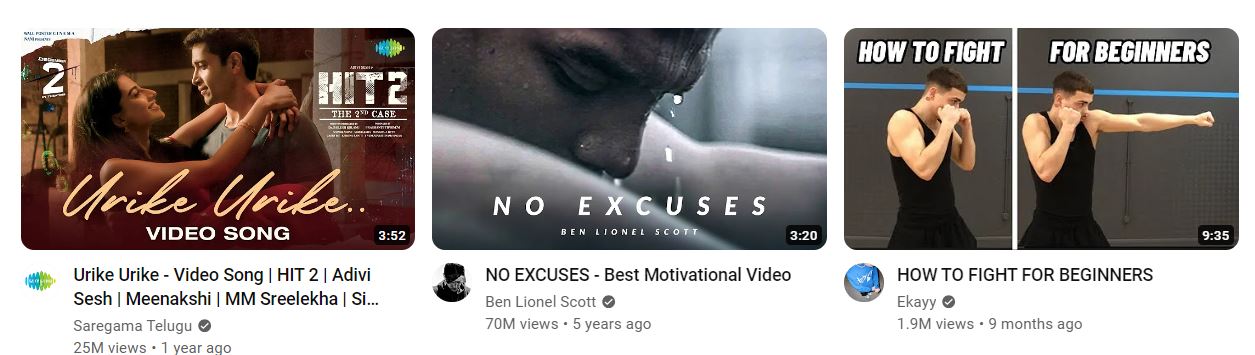 HIT 2
THE 2ND CASE
2
Urike Urike..
VIDEO SONG
3:52
NO EXCUSES
BEN LIONEL SCOTT
3:20
HOW TO FIGHT
FOR BEGINNERS
9:35
Urike Urike - Video Song | HIT 2 | Adivi
Sesh | Meenakshi | MM Sreelekha | Si...
Saregama Telugu
25M views • 1 year ago
NO EXCUSES - Best Motivational Video
Ben Lionel Scott
70M views • 5 years ago
HOW TO FIGHT FOR BEGINNERS
Ekayy
1.9M views • 9 months ago